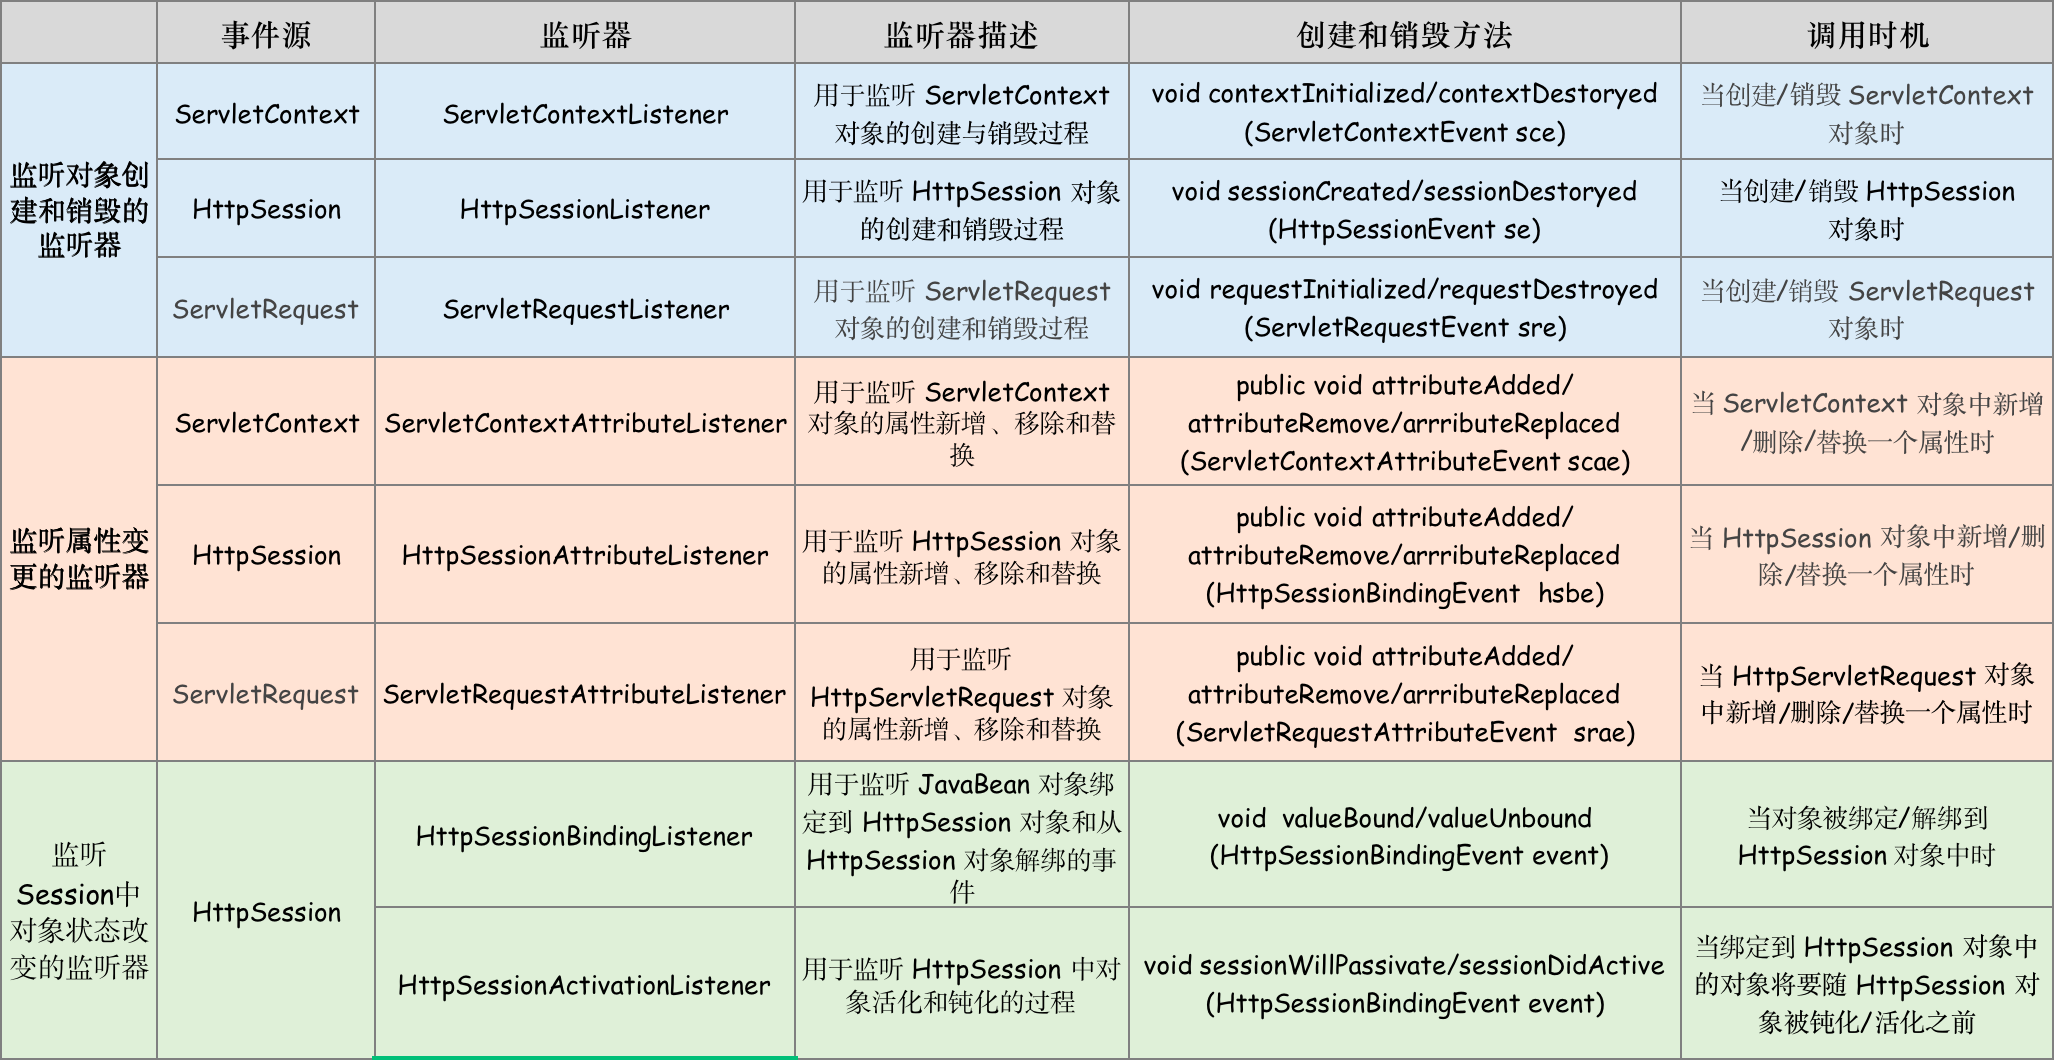 事件源
监听器
监听器描述
创建和销毁方法
调用时机
监听对象创
建和销毁的
监听器
ServletContext
ServletContextListener
用于监听 ServletContext
对象的创建与销毁过程
void contextInitialized/contextDestoryed
(ServletContextEvent sce)
当创建/销毁 ServletContext
对象时
HttpSession
HttpSessionListener
用于监听 HttpSession 对象
的创建和销毁过程
void sessionCreated/sessionDestoryed
(HttpSessionEvent se)
当创建/销毁 HttpSession
对象时
ServletRequest
ServletRequestListener
用于监听 ServletRequest
对象的创建和销毁过程
void requestInitialized/requestDestroyed
(ServletRequestEvent sre)
当创建/销毁 ServletRequest
对象时
监听属性变
更的监听器
ServletContext
ServletContextAttributeListener
用于监听 ServletContext
对象的属性新增、移除和替
换
public void attributeAdded/
attributeRemove/arrributeReplaced
(ServletContextAttributeEvent scae)
当 ServletContext 对象中新增
/删除/替换一个属性时
HttpSession
HttpSessionAttributeListener
用于监听 HttpSession 对象
的属性新增、移除和替换
public void attributeAdded/
attributeRemove/arrributeReplaced
(HttpSessionBindingEvent hsbe)
当 HttpSession 对象中新增/删
除/替换一个属性时
ServletRequest
ServletRequestAttributeListener
用于监听
HttpServletRequest 对象
的属性新增、移除和替换
public void attributeAdded/
attributeRemove/arrributeReplaced
(ServletRequestAttributeEvent srae)
当 HttpServletRequest 对象
中新增/删除/替换一个属性时
监听
Session中
对象状态改
变的监听器
HttpSession
HttpSessionBindingListener
用于监听 JavaBean 对象绑
定到 HttpSession 对象和从
HttpSession 对象解绑的事
件
void valueBound/valueUnbound
(HttpSessionBindingEvent event)
当对象被绑定/解绑到
HttpSession 对象中时
HttpSessionActivationListener
用于监听 HttpSession 中对
象活化和钝化的过程
void sessionWillPassivate/sessionDidActive
(HttpSessionBindingEvent event)
当绑定到 HttpSession 对象中
的对象将要随 HttpSession 对
象被钝化/活化之前